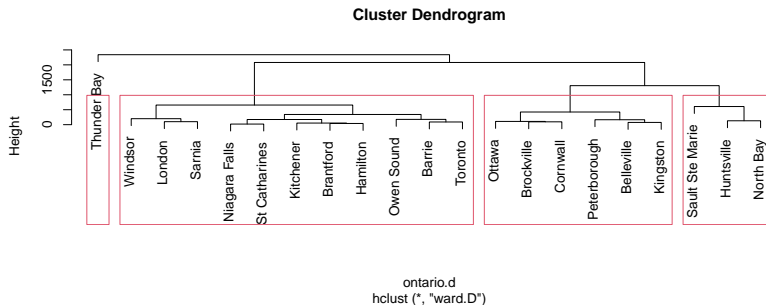 Cluster Dendrogram
Height
0
1500
Thunder Bay
Windsor
London
Sarnia
Niagara Falls
St Catharines
Kitchener
Brantford
Hamilton
Owen Sound
Barrie
Toronto
Ottawa
Brockville
Cornwall
Peterborough
Belleville
Kingston
Sault Ste Marie
Huntsville
North Bay
ontario.d
hclust (*, "ward.D")